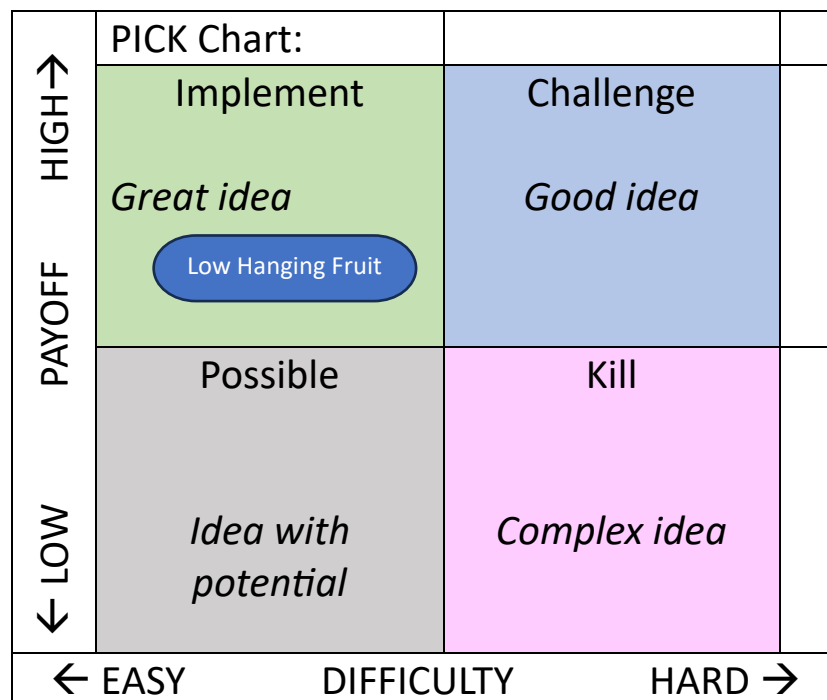 PICK Chart:
Implement
Challenge
Great idea
Good idea
Low Hanging Fruit
Possible
Kill
Idea with
potential
Complex idea
← LOW PAYOFF HIGH →
← EASY DIFFICULTY HARD →